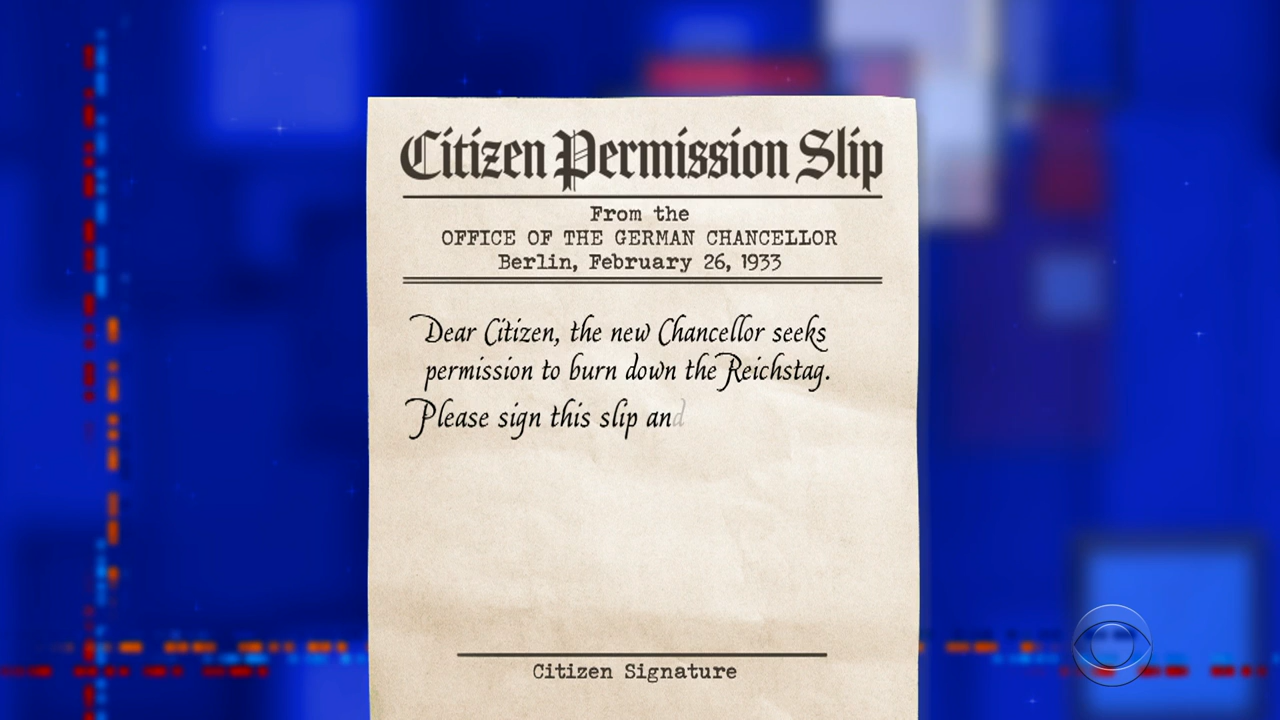 Citizen Permission Slip
From the
OFFICE OF THE GERMAN CHANCELLOR
Berlin, February 26, 1933
Dear Citizen, the new Chancellor seeks
permission to burn down the Reichstag.
Please sign this slip and
Citizen Signature